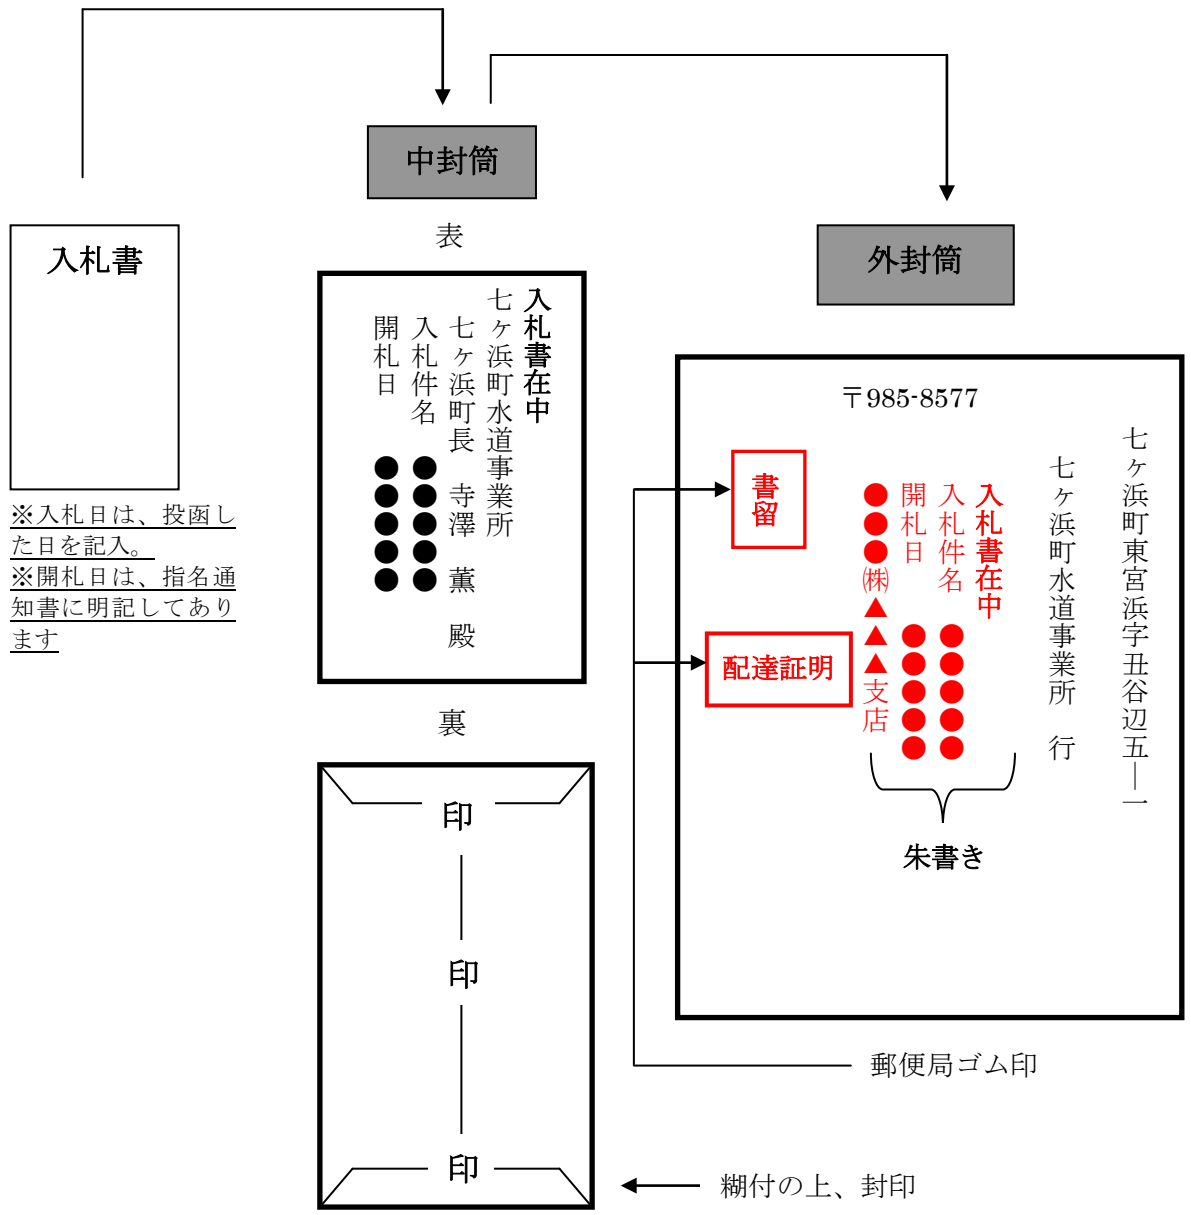 中封筒
外封筒
入札書
※入札日は、投函し
た日を記入。
※開札日は、指名通
知書に明記してあり
ます
表
入札書在中
七ヶ浜町水道事業所
七ヶ浜町長 寺澤 薫 殿
入札件名 ●●●●●
開札日 ●●●●●
裏
印
印
印
糊付の上、封印
〒985-8577
七ヶ浜町東宮浜字丑谷辺五―一
七ヶ浜町水道事業所 行
入札書在中
入札件名 ●●●●●
開札日 ●●●●●
●●●㈱▲▲▲支店
書留
配達証明
朱書き
郵便局ゴム印